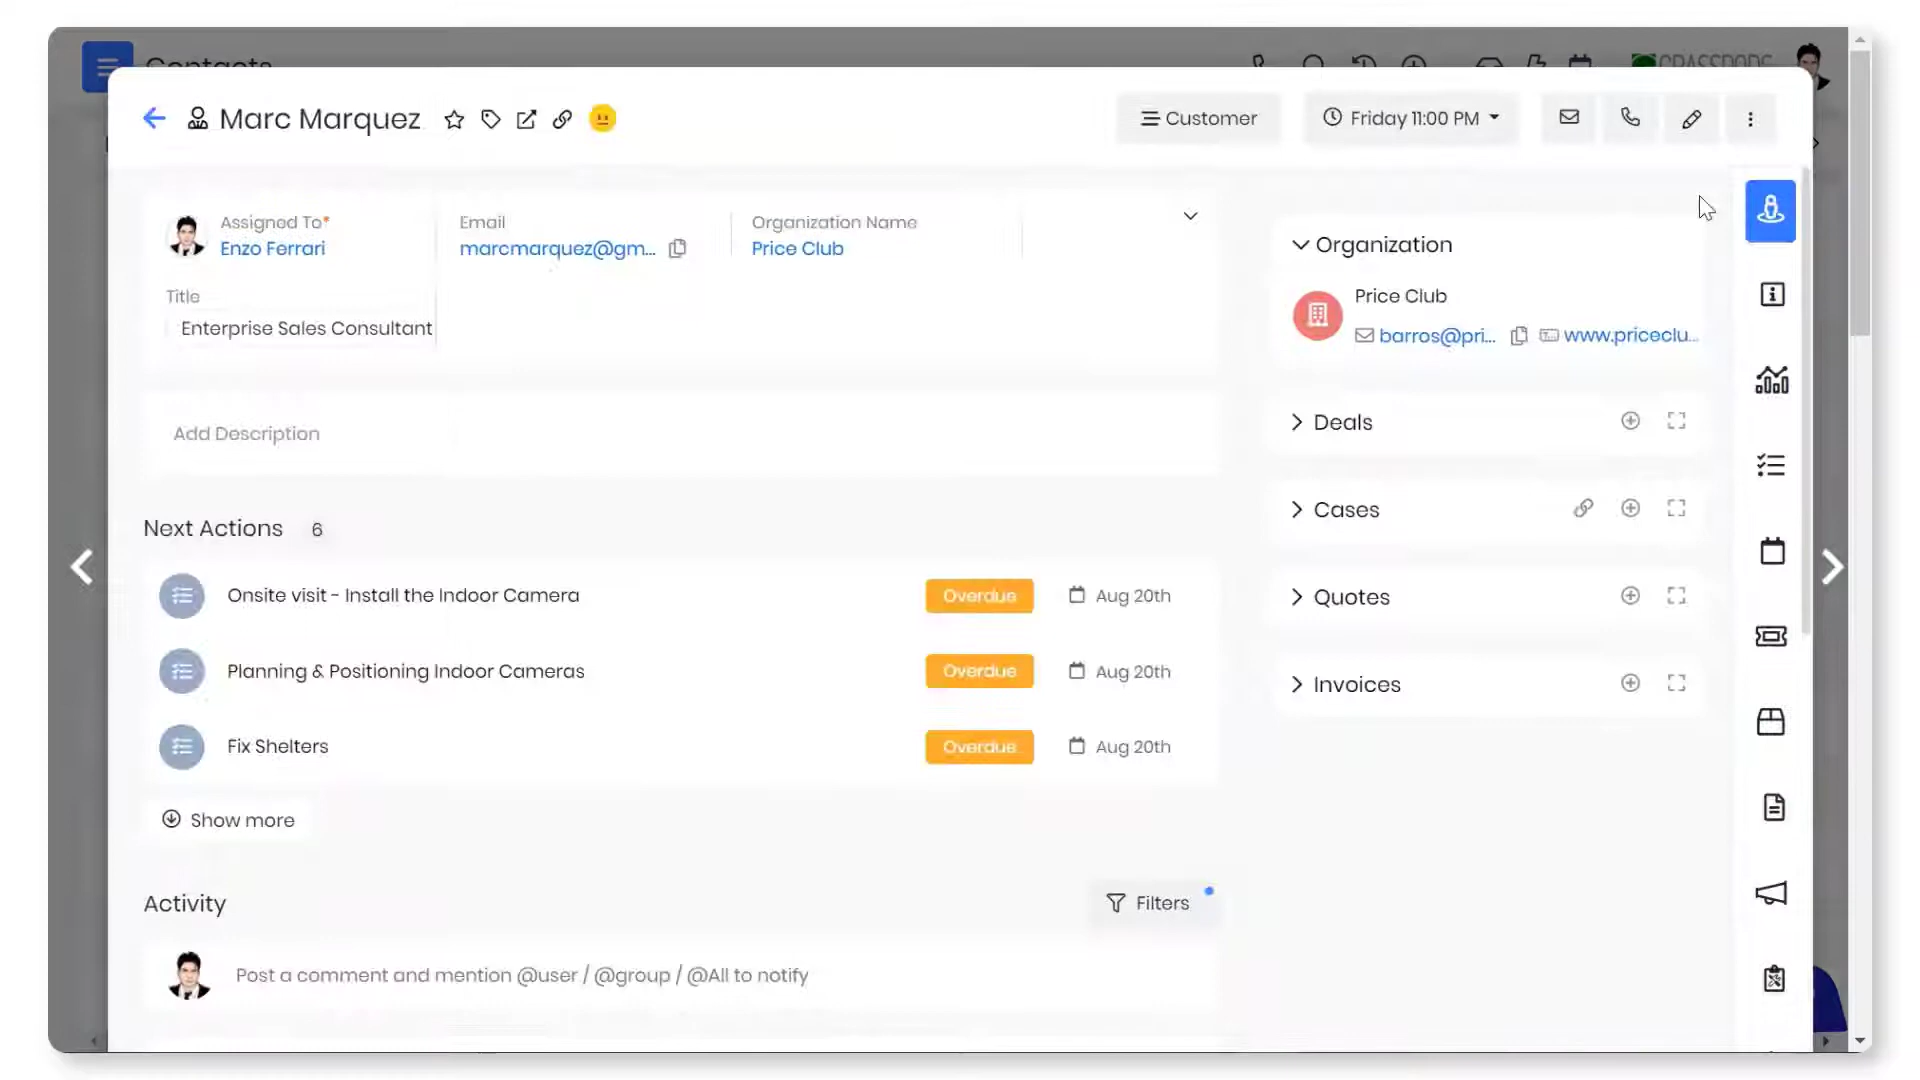 Contacts
GRASSPODS
Marc Marquez
Customer
Friday 11:00 PM
Assigned To*
Enzo Ferrari
Email
marcmarquez@gm...
Organization Name
Price Club
Title
Enterprise Sales Consultant
Add Description
Next Actions 6
Onsite visit - Install the Indoor Camera Overdue Aug 20th
Planning & Positioning Indoor Cameras Overdue Aug 20th
Fix Shelters Overdue Aug 20th
Show more
Activity
Filters
Post a comment and mention @user / @group / @All to notify
Organization
Price Club
barros@pri... www.priceclu...
Deals
Cases
Quotes
Invoices